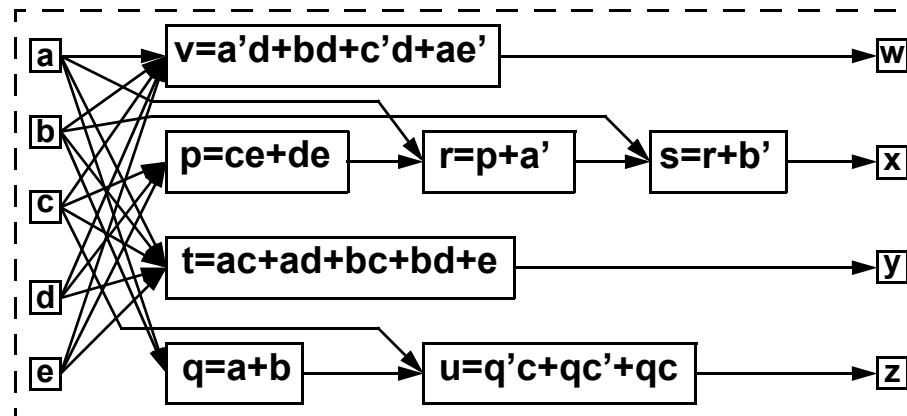 a v=a’d+bd+c’d+ae’ w
b
p=ce+de r=p+a’ s=r+b’ x
c
t=ac+ad+bc+bd+e y
d
e q=a+b u=q’c+qc’+qc z